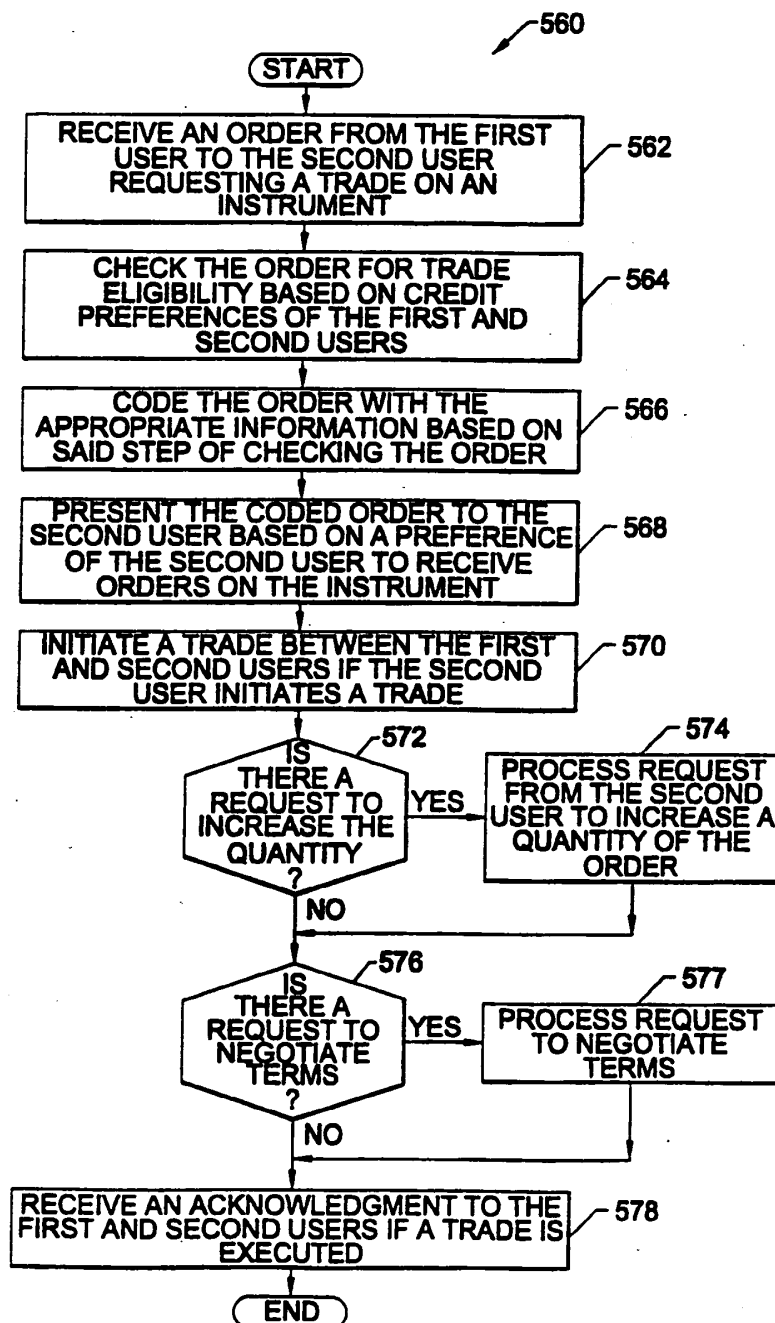 560
START
RECEIVE AN ORDER FROM THE FIRST
USER TO THE SECOND USER
REQUESTING A TRADE ON AN
INSTRUMENT
562
CHECK THE ORDER FOR TRADE
ELIGIBILITY BASED ON CREDIT
PREFERENCES OF THE FIRST AND
SECOND USERS
564
CODE THE ORDER WITH THE
APPROPRIATE INFORMATION BASED ON
SAID STEP OF CHECKING THE ORDER
566
PRESENT THE CODED ORDER TO THE
SECOND USER BASED ON A PREFERENCE
OF THE SECOND USER TO RECEIVE
ORDERS ON THE INSTRUMENT
568
INITIATE A TRADE BETWEEN THE FIRST
AND SECOND USERS IF THE SECOND
USER INITIATES A TRADE
570
572
IS
THERE A
REQUEST TO
INCREASE THE
QUANTITY
?
YES
NO
574
PROCESS REQUEST
FROM THE SECOND
USER TO INCREASE A
QUANTITY OF THE
ORDER
576
IS
THERE A
REQUEST TO
NEGOTIATE
TERMS
?
YES
NO
577
PROCESS REQUEST
TO NEGOTIATE
TERMS
RECEIVE AN ACKNOWLEDGMENT TO THE
FIRST AND SECOND USERS IF A TRADE IS
EXECUTED
578
END